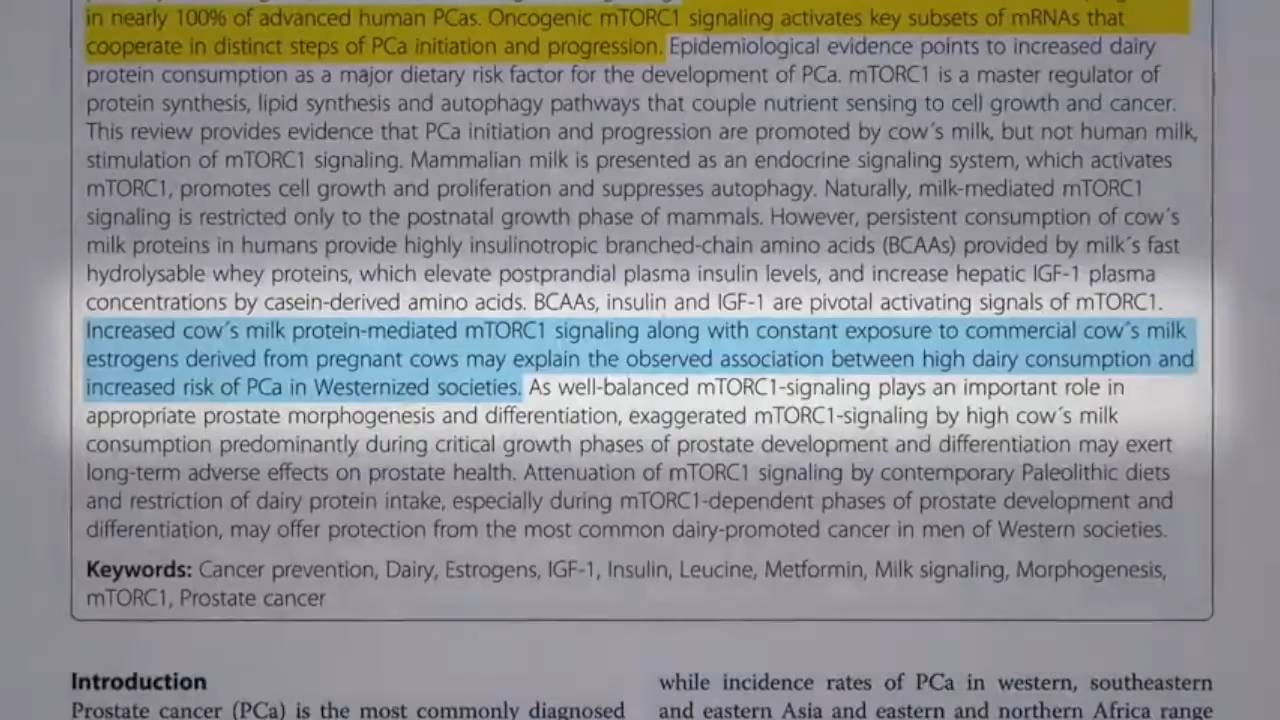 in nearly 100% of advanced human PCas. Oncogenic mTORC1 signaling activates key subsets of mRNAs that
cooperate in distinct steps of PCa initiation and progression. Epidemiological evidence points to increased dairy
protein consumption as a major dietary risk factor for the development of PCa. mTORC1 is a master regulator of
protein synthesis, lipid synthesis and autophagy pathways that couple nutrient sensing to cell growth and cancer.
This review provides evidence that PCa initiation and progression are promoted by cow´s milk, but not human milk,
stimulation of mTORC1 signaling. Mammalian milk is presented as an endocrine signaling system, which activates
mTORC1, promotes cell growth and proliferation and suppresses autophagy. Naturally, milk-mediated mTORC1
signaling is restricted only to the postnatal growth phase of mammals. However, persistent consumption of cow´s
milk proteins in humans provide highly insulinotropic branched-chain amino acids (BCAAs) provided by milk´s fast
hydrolysable whey proteins, which elevate postprandial plasma insulin levels, and increase hepatic IGF-1 plasma
concentrations by casein-derived amino acids. BCAAs, insulin and IGF-1 are pivotal activating signals of mTORC1.
Increased cow´s milk protein-mediated mTORC1 signaling along with constant exposure to commercial cow´s milk
estrogens derived from pregnant cows may explain the observed association between high dairy consumption and
increased risk of PCa in Westernized societies. As well-balanced mTORC1-signaling plays an important role in
appropriate prostate morphogenesis and differentiation, exaggerated mTORC1-signaling by high cow´s milk
consumption predominantly during critical growth phases of prostate development and differentiation may exert
long-term adverse effects on prostate health. Attenuation of mTORC1 signaling by contemporary Paleolithic diets
and restriction of dairy protein intake, especially during mTORC1-dependent phases of prostate development and
differentiation, may offer protection from the most common dairy-promoted cancer in men of Western societies.
Keywords: Cancer prevention, Dairy, Estrogens, IGF-1, Insulin, Leucine, Metformin, Milk signaling, Morphogenesis,
mTORC1, Prostate cancer
Introduction
Prostate cancer (PCa) is the most commonly diagnosed
while incidence rates of PCa in western, southeastern
and eastern Asia and eastern and northern Africa range